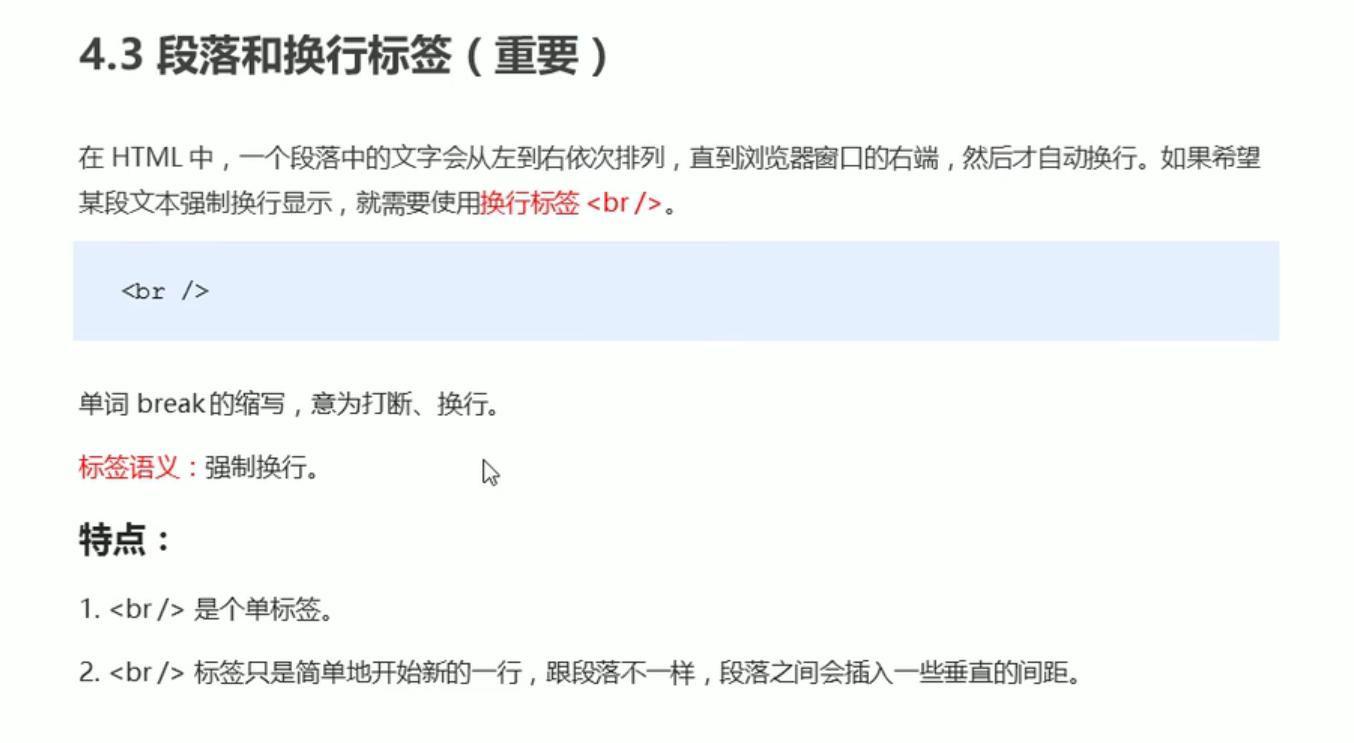 4.3 段落和换行标签（重要）
在 HTML 中，一个段落中的文字会从左到右依次排列，直到浏览器窗口的右端，然后才自动换行。如果希望
某段文本强制换行显示，就需要使用换行标签 <br />。
<br />
单词 break的缩写，意为打断、换行。
标签语义：强制换行。
特点：
1. <br /> 是个单标签。
2. <br /> 标签只是简单地开始新的一行，跟段落不一样，段落之间会插入一些垂直的间距。